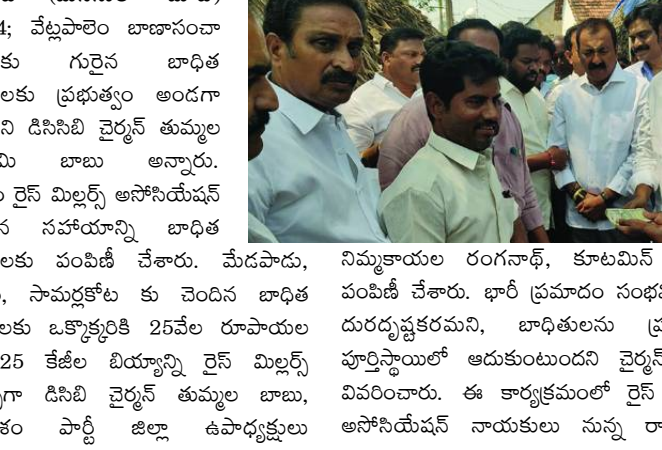 4; వేట్లపాలెం బాణాసంచా
కు గురైన బాధిత
లకు ప్రభుత్వం అండగా
ని డిసిసిబి చైర్మన్ తుమ్మల
మి బాబు అన్నారు.
రైస్ మిల్లర్స్ అసోసియేషన్
న సహాయాన్ని బాధిత
లకు పంపిణీ చేశారు. మేడపాడు,
, సామర్లకోట కు చెందిన బాధిత
లకు ఒక్కొక్కరికి 25వేల రూపాయల
25 కేజీల బియ్యాన్ని రైస్ మిల్లర్స్
గా డిసిబి చైర్మన్ తుమ్మల బాబు,
శం పార్టీ జిల్లా ఉపాధ్యక్షులు
నిమ్మకాయల రంగనాథ్, కూటమిన్
పంపిణీ చేశారు. భారీ ప్రమాదం సంభ
దురదృష్టకరమని, బాధితులను ప్ర
పూర్తిస్థాయిలో ఆదుకుంటుందని చైర్మన్
వివరించారు. ఈ కార్యక్రమంలో రైస్
అసోసియేషన్ నాయకులు నున్న రా